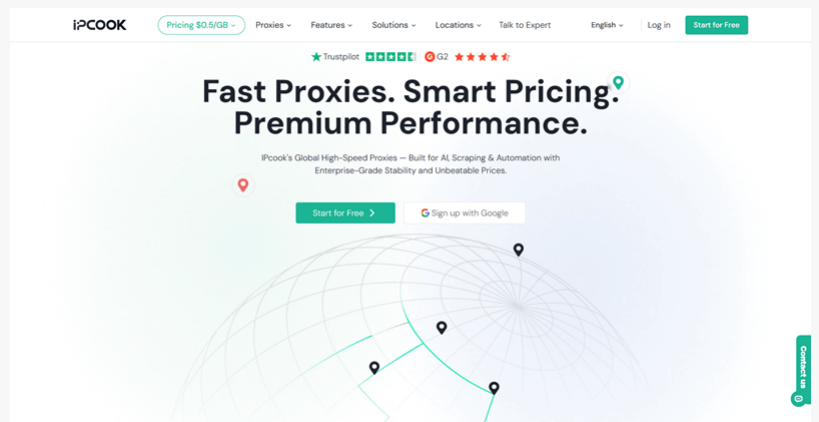 IPCOOK
Pricing $0.5/GB
Proxies
Features
Solutions
Locations
Talk to Expert
English
Log in
Start for Free
Trustpilot
G2
Fast Proxies. Smart Pricing.
Premium Performance.
IPcook's Global High-Speed Proxies — Built for AI, Scraping & Automation with
Enterprise-Grade Stability and Unbeatable Prices.
Start for Free
Sign up with Google
Contact us